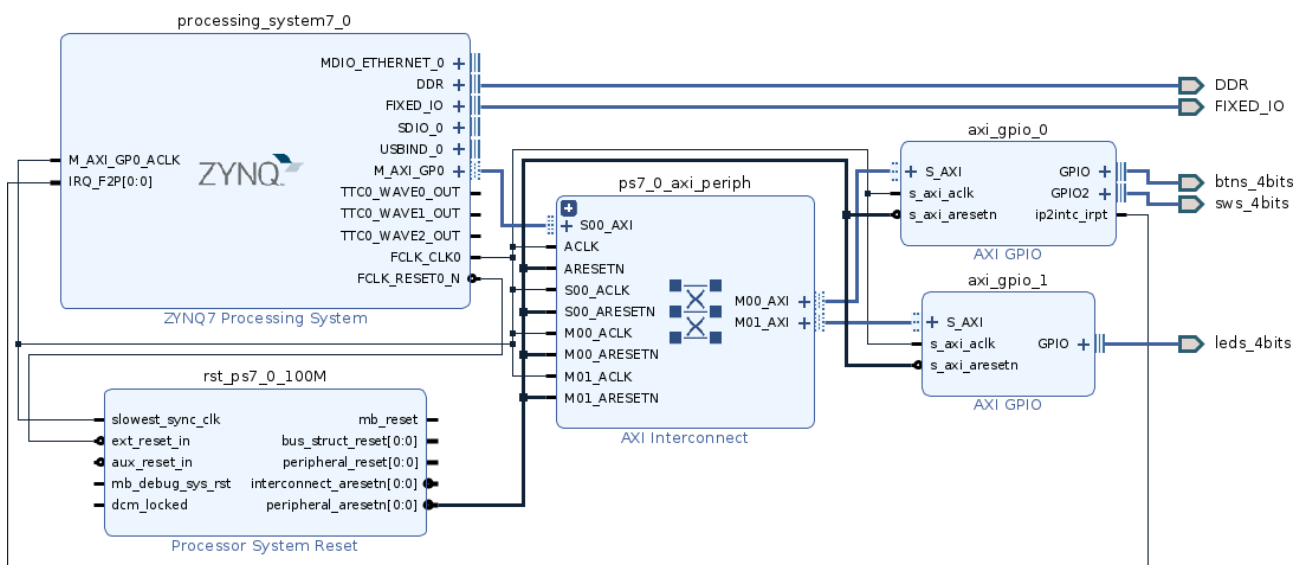 processing_system7_0
MDIO_ETHERNET_0
DDR
FIXED_IO
SDIO_0
USBIND_0
M_AXI_GP0
TTC0_WAVE0_OUT
TTC0_WAVE1_OUT
TTC0_WAVE2_OUT
FCLK_CLK0
FCLK_RESET0_N
M_AXI_GP0_ACLK
IRQ_F2P[0:0]
ZYNQ
ZYNQ7 Processing System
rst_ps7_0_100M
slowest_sync_clk
ext_reset_in
aux_reset_in
mb_debug_sys_rst
dcm_locked
mb_reset
bus_struct_reset[0:0]
peripheral_reset[0:0]
interconnect_aresetn[0:0]
peripheral_aresetn[0:0]
Processor System Reset
ps7_0_axi_periph
S00_AXI
ACLK
ARESETN
S00_ACLK
S00_ARESETN
M00_ACLK
M00_ARESETN
M01_ACLK
M01_ARESETN
M00_AXI
M01_AXI
AXI Interconnect
axi_gpio_0
S_AXI
s_axi_aclk
s_axi_aresetn
GPIO
GPIO2
ip2intc_irpt
AXI GPIO
axi_gpio_1
S_AXI
s_axi_aclk
s_axi_aresetn
GPIO
AXI GPIO
DDR
FIXED_IO
btns_4bits
sws_4bits
leds_4bits